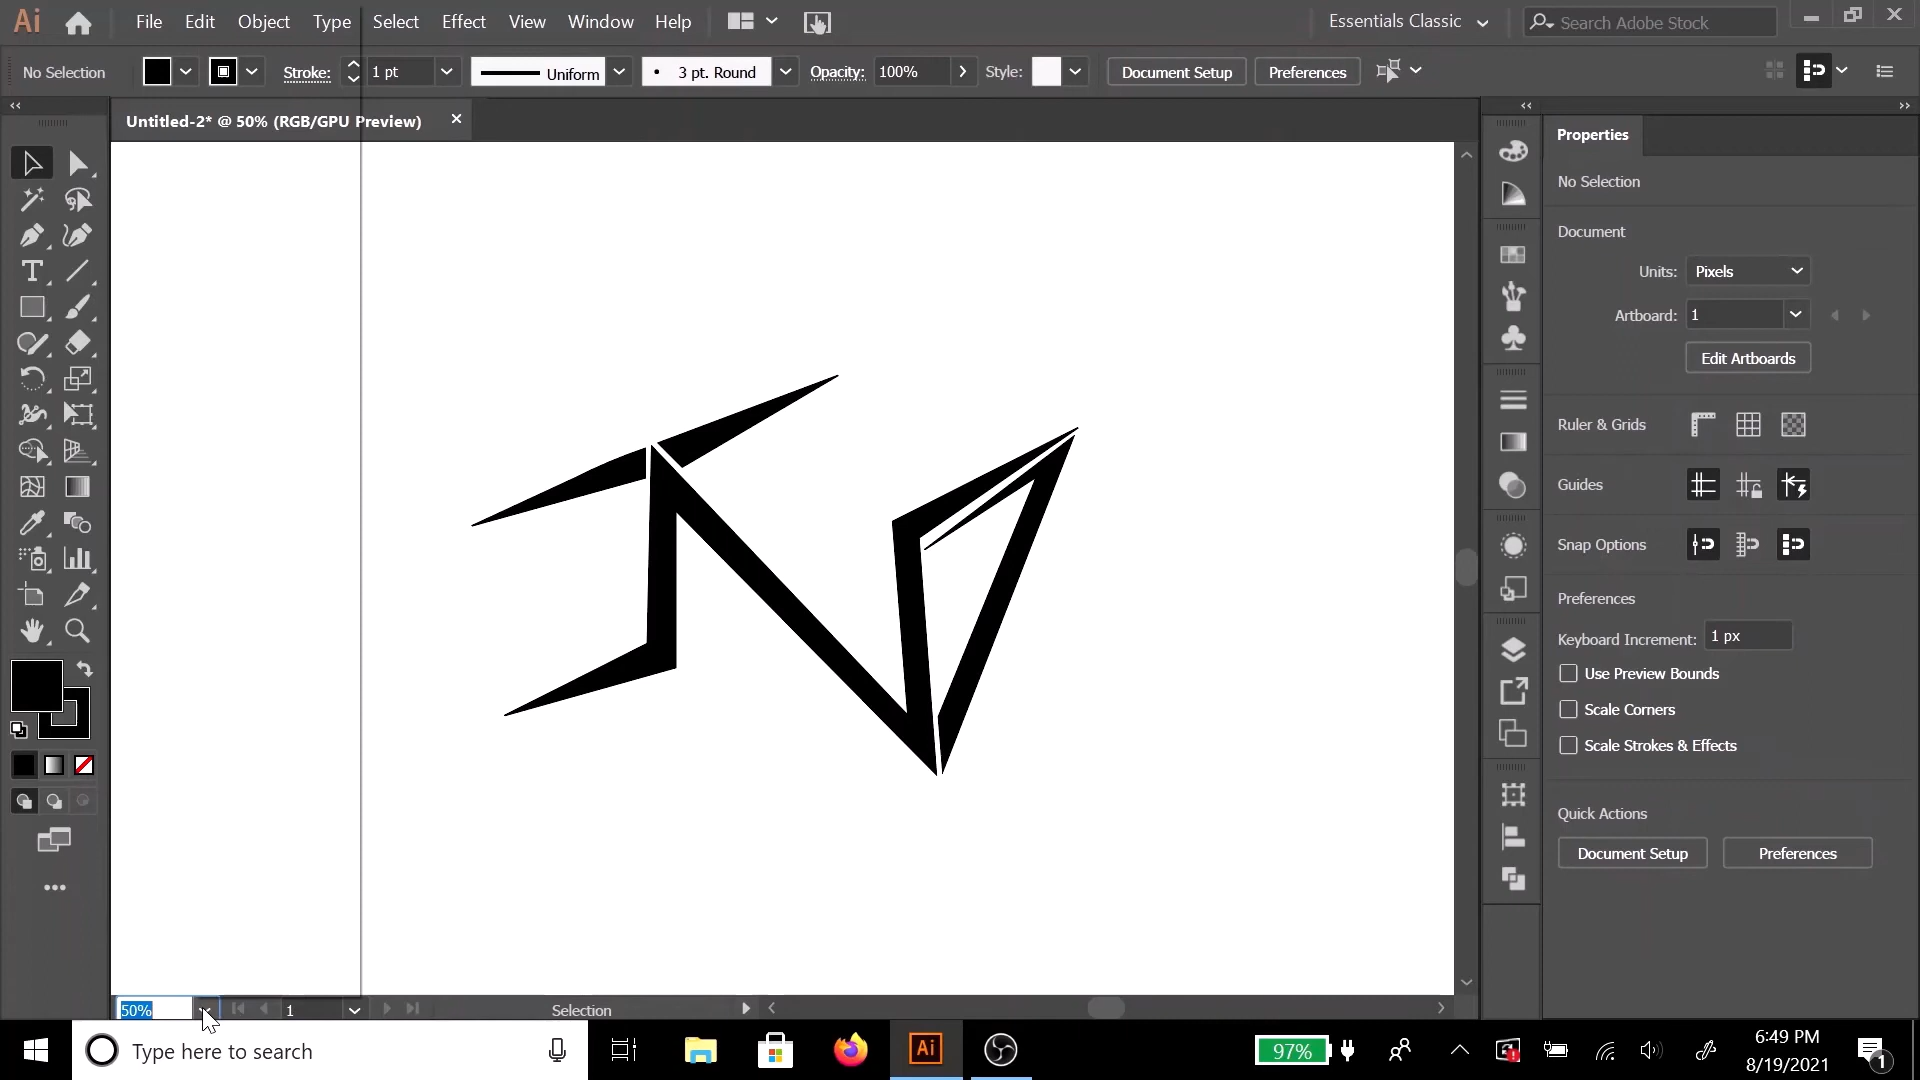 Ai File Edit Object Type Select Effect View Window Help Essentials Classic Search Adobe Stock
No Selection Stroke: 1 pt Uniform 3 pt. Round Opacity: 100% Style: Document Setup Preferences
Untitled-2* @ 50% (RGB/GPU Preview)
Properties
No Selection
Document
Units: Pixels
Artboard: 1
Edit Artboards
Ruler & Grids
Guides
Snap Options
Preferences
Keyboard Increment: 1 px
Use Preview Bounds
Scale Corners
Scale Strokes & Effects
Quick Actions
Document Setup Preferences
50% 1 Selection
Type here to search Ai 97% 6:49 PM
8/19/2021 1